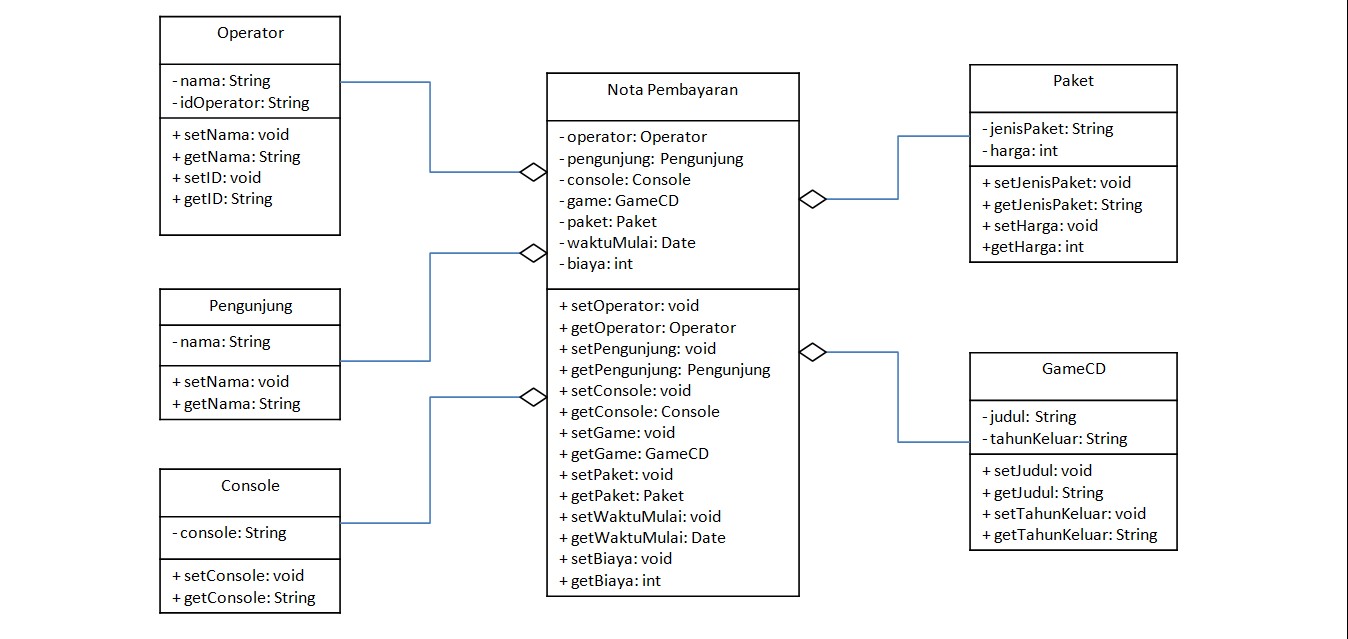 Operator
- nama: String
- idOperator: String
+ setNama: void
+ getNama: String
+ setID: void
+ getID: String
Pengunjung
- nama: String
+ setNama: void
+ getNama: String
Console
- console: String
+ setConsole: void
+ getConsole: String
Nota Pembayaran
- operator: Operator
- pengunjung: Pengunjung
- console: Console
- game: GameCD
- paket: Paket
- waktuMulai: Date
- biaya: int
+ setOperator: void
+ getOperator: Operator
+ setPengunjung: void
+ getPengunjung: Pengunjung
+ setConsole: void
+ getConsole: Console
+ setGame: void
+ getGame: GameCD
+ setPaket: void
+ getPaket: Paket
+ setWaktuMulai: void
+ getWaktuMulai: Date
+ setBiaya: void
+ getBiaya: int
Paket
- jenisPaket: String
- harga: int
+ setJenisPaket: void
+ getJenisPaket: String
+ setHarga: void
+getHarga: int
GameCD
- judul: String
- tahunKeluar: String
+ setJudul: void
+ getJudul: String
+ setTahunKeluar: void
+ getTahunKeluar: String